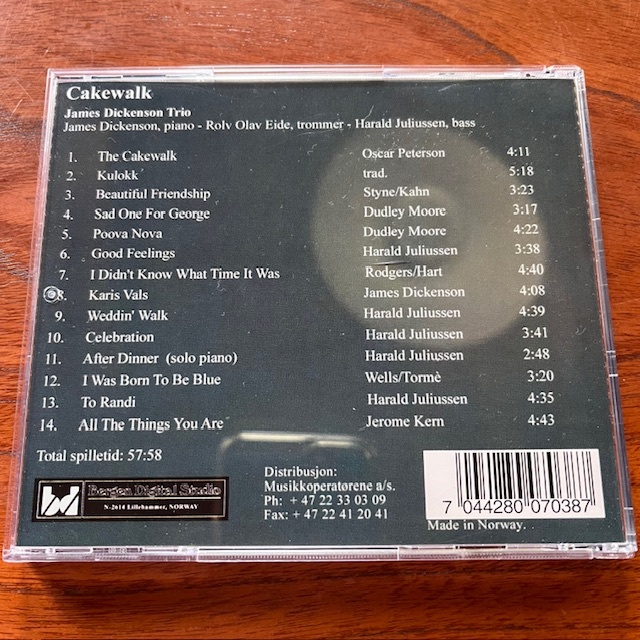 Cakewalk
James Dickenson Trio
James Dickenson, piano - Rolv Olav Eide, trommer - Harald Juliussen, bass
1. The Cakewalk Oscar Peterson 4:11
2. Kulokk trad. 5:18
3. Beautiful Friendship Styne/Kahn 3:23
4. Sad One For George Dudley Moore 3:17
5. Poova Nova Dudley Moore 4:22
6. Good Feelings Harald Juliussen 3:38
7. I Didn't Know What Time It Was Rodgers/Hart 4:40
8. Karis Vals James Dickenson 4:08
9. Weddin' Walk Harald Juliussen 4:39
10. Celebration Harald Juliussen 3:41
11. After Dinner (solo piano) Harald Juliussen 2:48
12. I Was Born To Be Blue Wells/Tormè 3:20
13. To Randi Harald Juliussen 4:35
14. All The Things You Are Jerome Kern 4:43
Total spilletid: 57:58
Bergen Digital Studio
N-2614 Lillehammer, NORWAY
Distribusjon:
Musikkoperatørene a/s.
Ph: + 47 22 33 03 09
Fax: + 47 22 41 20 41
7 044280 070387
Made in Norway.